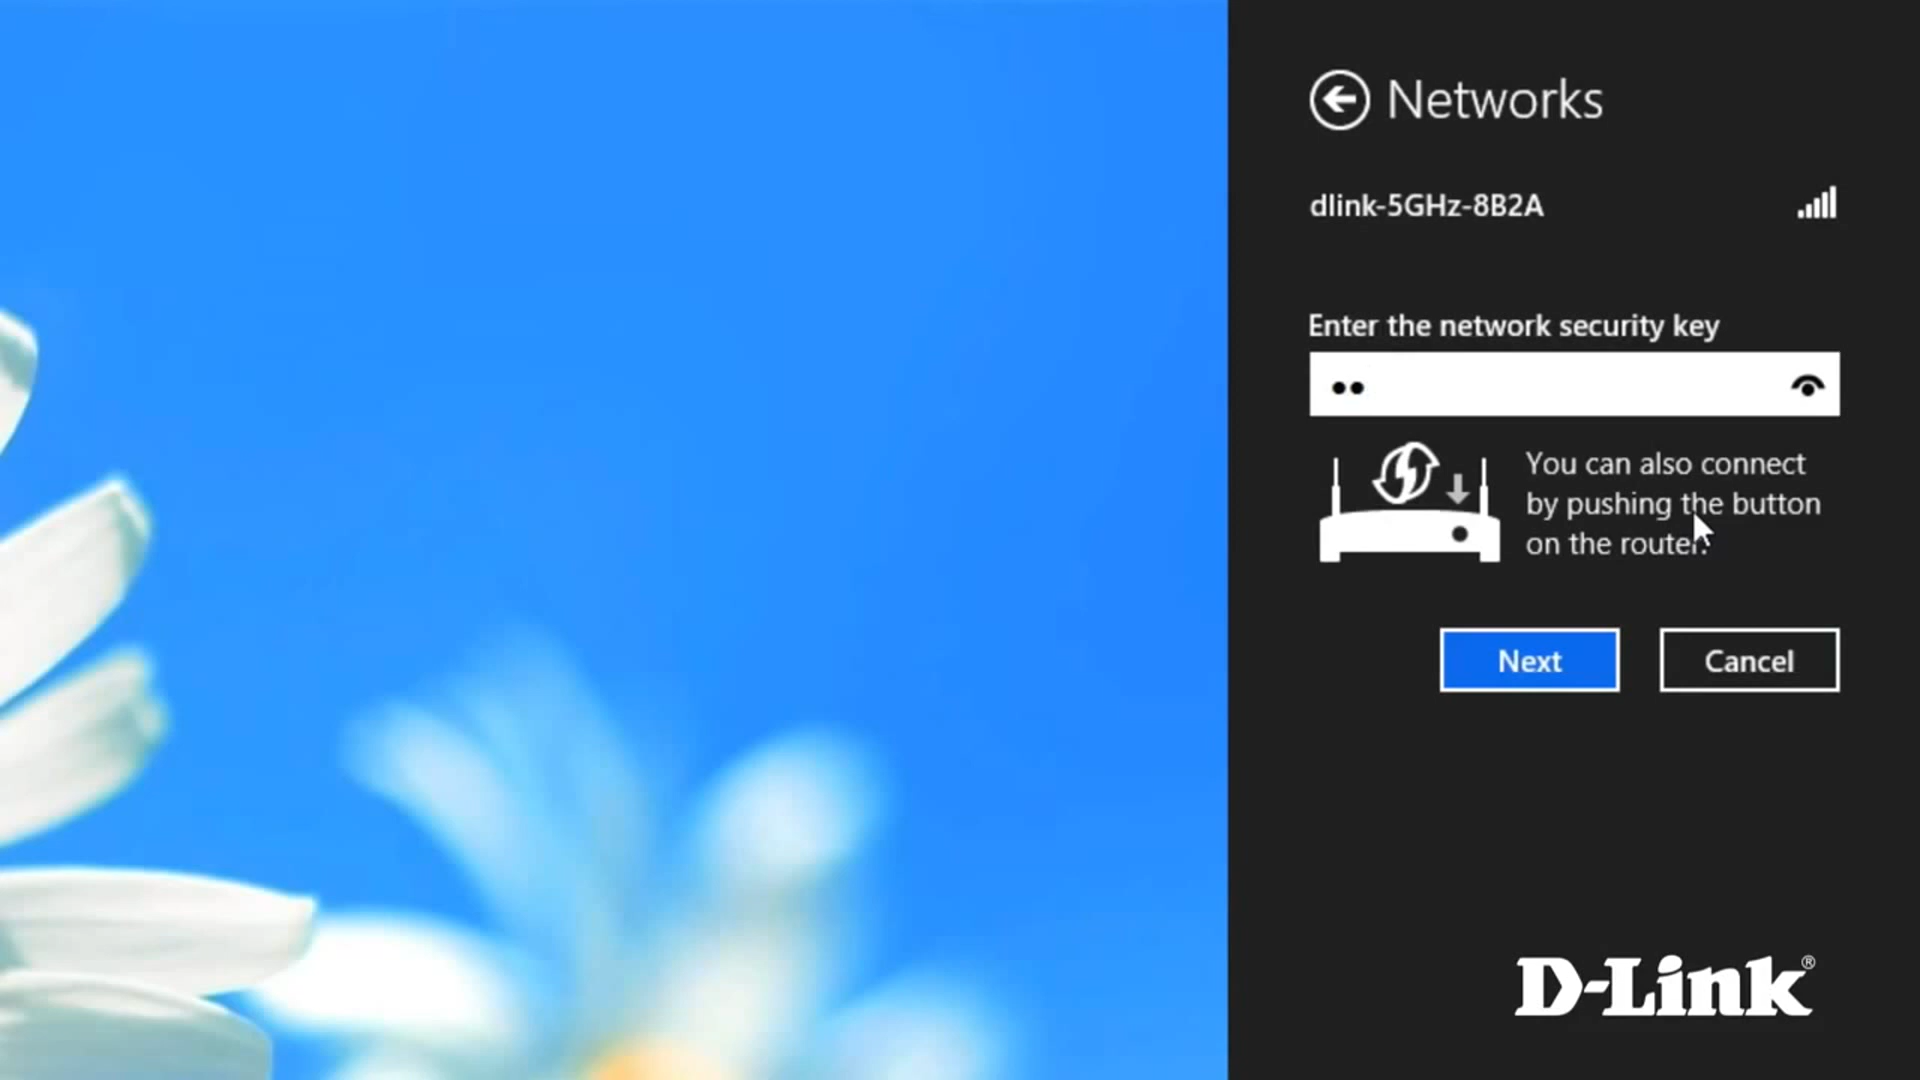 Networks
dlink-5GHz-8B2A
Enter the network security key
You can also connect
by pushing the button
on the router.
Next
Cancel
D-Link®